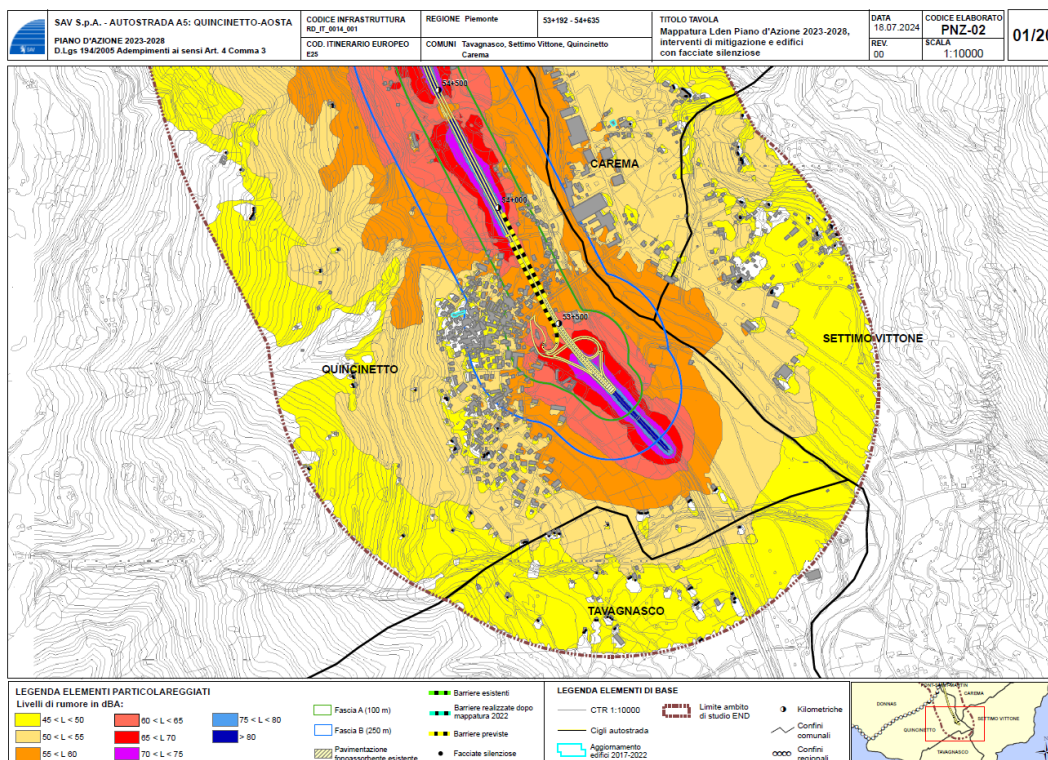 SAV S.p.A. - AUTOSTRADA A5: QUINCINETTO-AOSTA
PIANO D'AZIONE 2023-2028
D.Lgs 194/2005 Adempimenti ai sensi Art. 4 Comma 3
CODICE INFRASTRUTTURA
RD_IT_0014_001
COD. ITINERARIO EUROPEO
E25
REGIONE Piemonte
53+192 - 54+635
COMUNI Tavagnasco, Settimo Vittone, Quincinetto
Carema
TITOLO TAVOLA
Mappatura Lden Piano d'Azione 2023-2028,
interventi di mitigazione e edifici
con facciate silenziose
DATA
18.07.2024
REV.
00
CODICE ELABORATO
PNZ-02
SCALA
1:10000
54+500
CAREMA
54+000
53+500
SETTIMO VITTONE
QUINCINETTO
TAVAGNASCO
LEGENDA ELEMENTI PARTICOLAREGGIATI
Livelli di rumore in dBA:
45 < L < 50
60 < L < 65
75 < L < 80
50 < L < 55
65 < L 70
> 80
55 < L < 60
70 < L < 75
Fascia A (100 m)
Fascia B (250 m)
Pavimentazione
fonoassorbente esistente
Barriere esistenti
Barriere realizzate dopo
mappatura 2022
Barriere previste
Facciate silenziose
LEGENDA ELEMENTI DI BASE
CTR 1:10000
Cigli autostrada
Aggiornamento
edifici 2017-2022
Limite ambito
di studio END
Kilometriche
Confini
comunali
Confini
regionali
DONNAS
CAREMA
SETTIMO VITTONE
QUINCINETTO
TAVAGNASCO